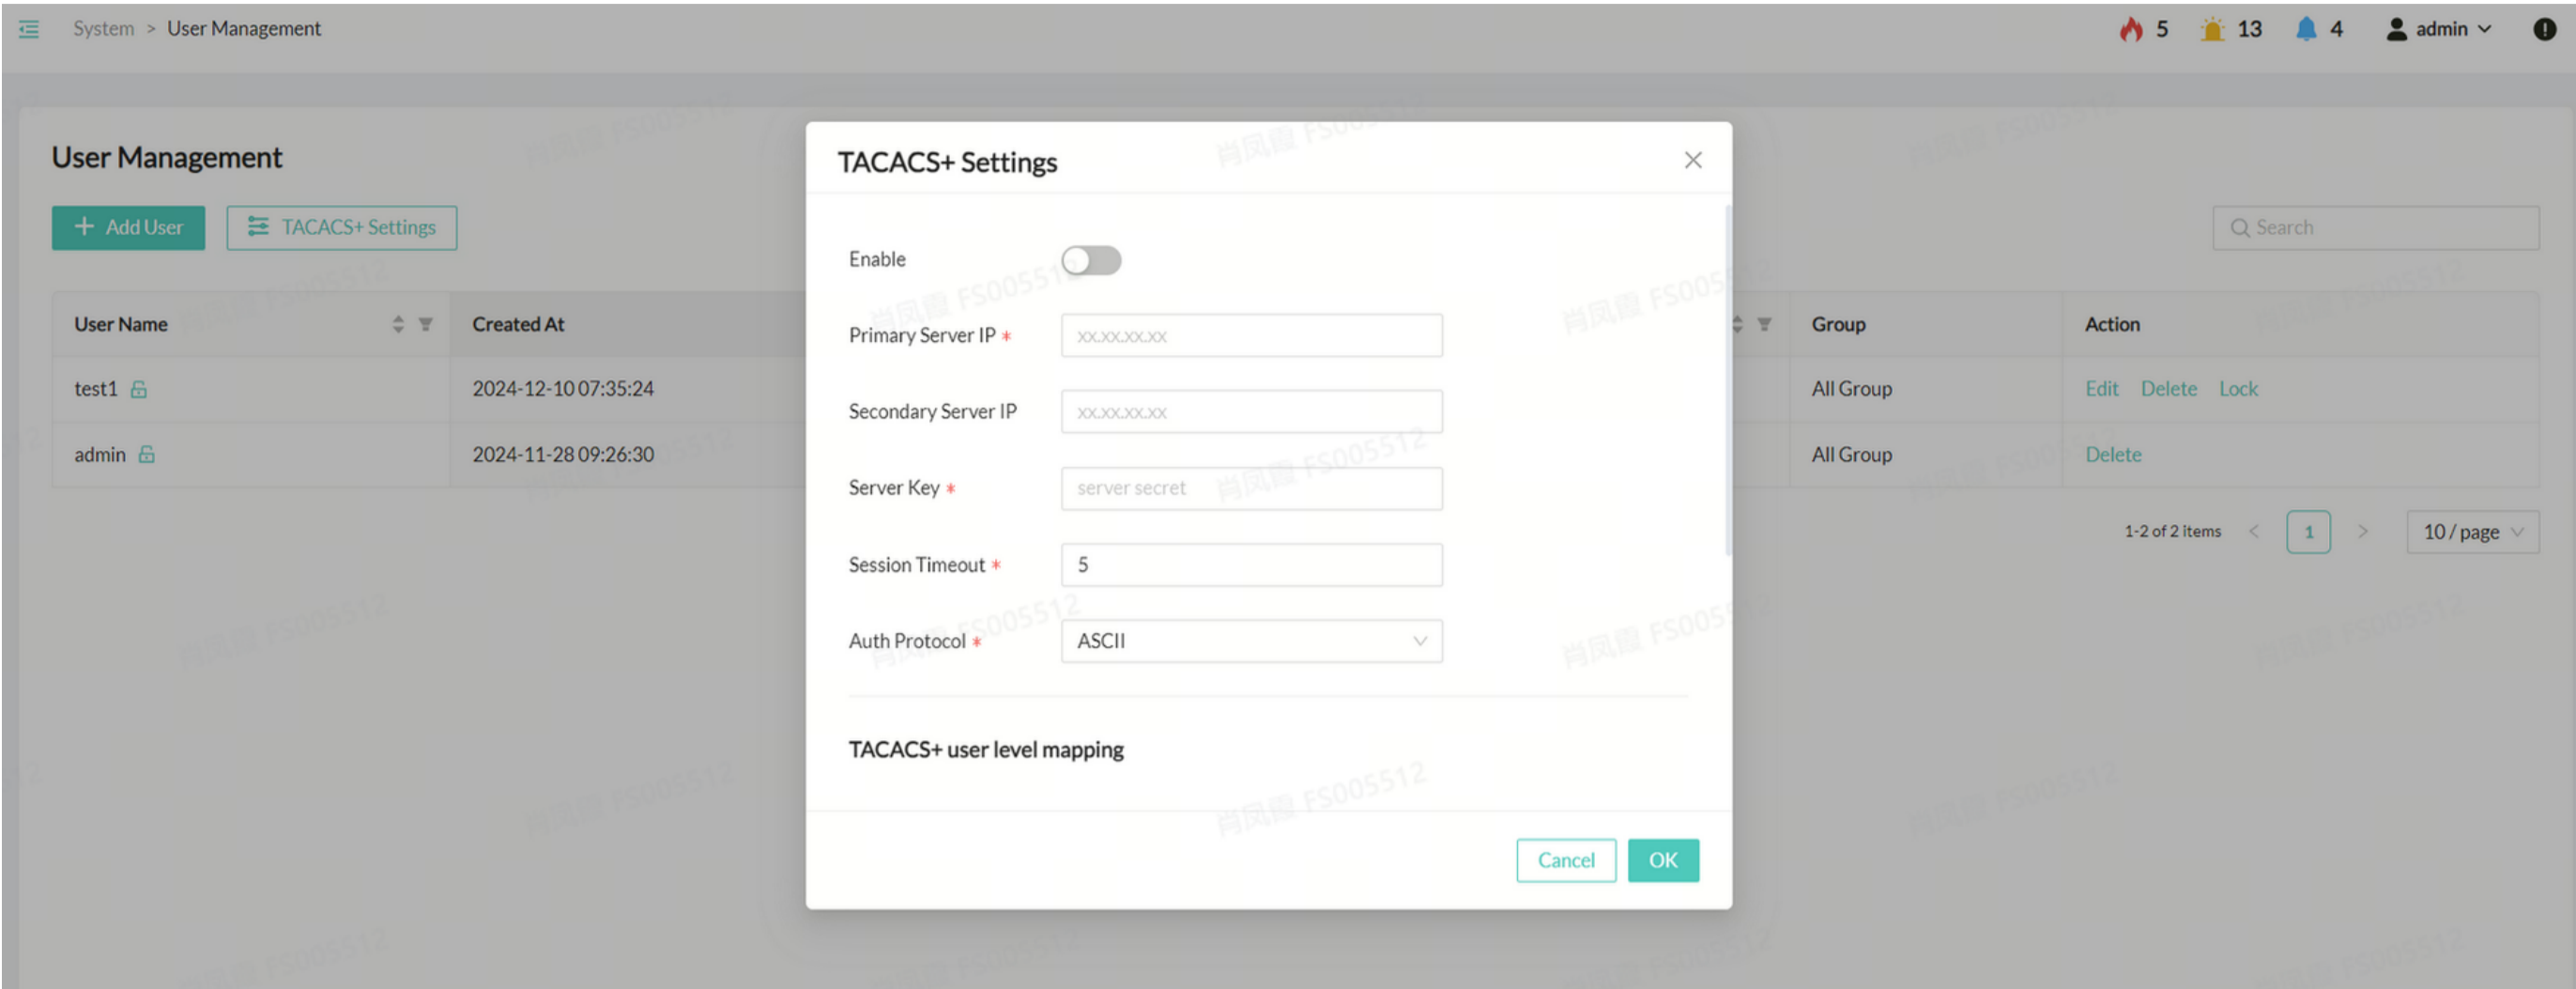 System > User Management
5 13 4 admin
User Management
+ Add User
TACACS+ Settings
Search
User Name Created At Group Action
test1 2024-12-10 07:35:24 All Group Edit Delete Lock
admin 2024-11-28 09:26:30 All Group Delete
1-2 of 2 items < 1 > 10 / page
TACACS+ Settings
Enable
Primary Server IP * xx.xx.xx.xx
Secondary Server IP xx.xx.xx.xx
Server Key * server secret
Session Timeout * 5
Auth Protocol * ASCII
TACACS+ user level mapping
Cancel OK
肖凤霞 FS005512